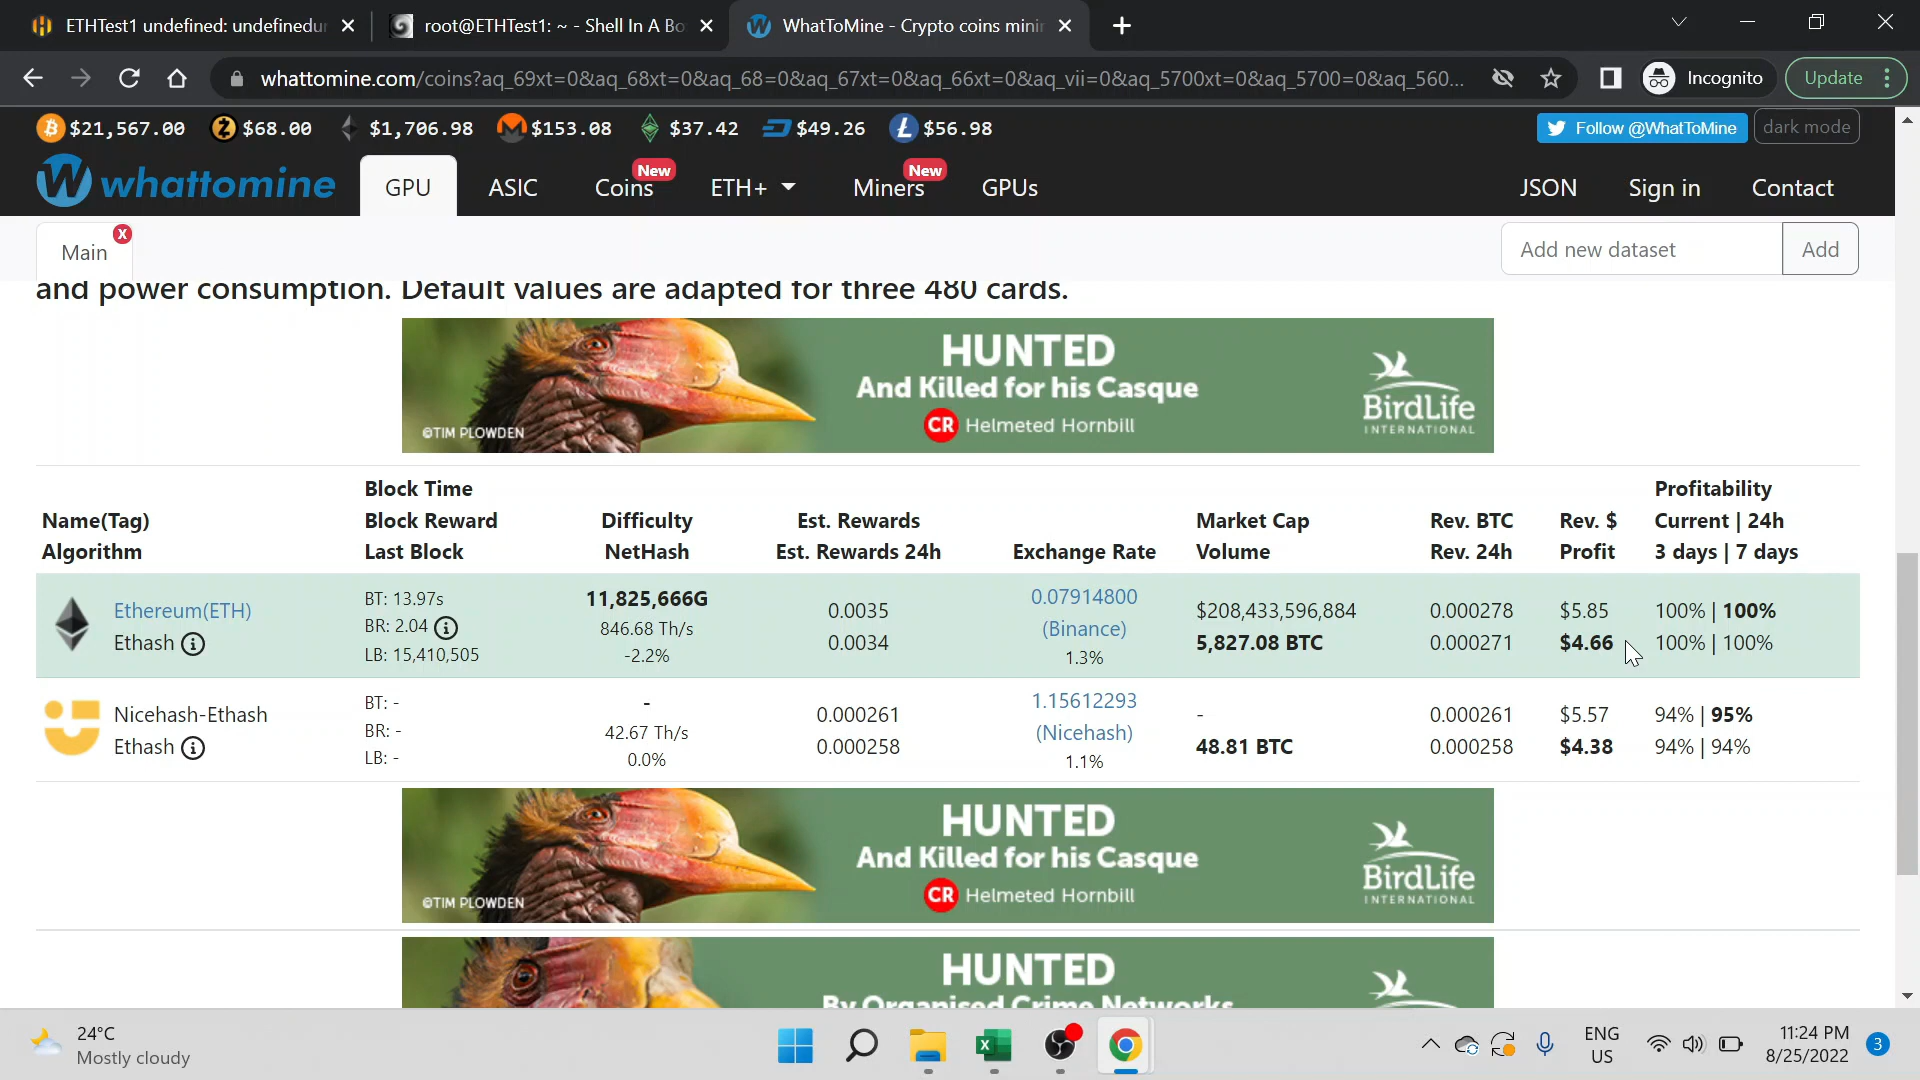 ETHTest1 undefined: undefinedur
root@ETHTest1: ~ - Shell In A Bo
WhatToMine - Crypto coins minir
whattomine.com/coins?aq_69xt=0&aq_68xt=0&aq_68=0&aq_67xt=0&aq_66xt=0&aq_vii=0&aq_5700xt=0&aq_5700=0&aq_560...
Incognito
Update
$21,567.00 $68.00 $1,706.98 $153.08 $37.42 $49.26 $56.98
Follow @WhatToMine
dark mode
whattomine
GPU
ASIC
Coins New
ETH+
Miners New
GPUs
JSON
Sign in
Contact
Main
X
Add new dataset
Add
and power consumption. Default values are adapted for three 480 cards.
HUNTED
And Killed for his Casque
CR Helmeted Hornbill
©TIM PLOWDEN
BirdLife
INTERNATIONAL
Name(Tag)
Algorithm
Block Time
Block Reward
Last Block
Difficulty
NetHash
Est. Rewards
Est. Rewards 24h
Exchange Rate
Market Cap
Volume
Rev. BTC
Rev. 24h
Rev. $
Profit
Profitability
Current | 24h
3 days | 7 days
Ethereum(ETH)
Ethash
BT: 13.97s
BR: 2.04
LB: 15,410,505
11,825,666G
846.68 Th/s
-2.2%
0.0035
0.0034
0.07914800
(Binance)
1.3%
$208,433,596,884
5,827.08 BTC
0.000278
0.000271
$5.85
$4.66
100% | 100%
100% | 100%
Nicehash-Ethash
Ethash
BT: -
BR: -
LB: -
-
42.67 Th/s
0.0%
0.000261
0.000258
1.15612293
(Nicehash)
1.1%
-
48.81 BTC
0.000261
0.000258
$5.57
$4.38
94% | 95%
94% | 94%
HUNTED
And Killed for his Casque
CR Helmeted Hornbill
©TIM PLOWDEN
BirdLife
INTERNATIONAL
HUNTED
By Organised Crime Networks
24°C
Mostly cloudy
ENG
US
11:24 PM
8/25/2022
3